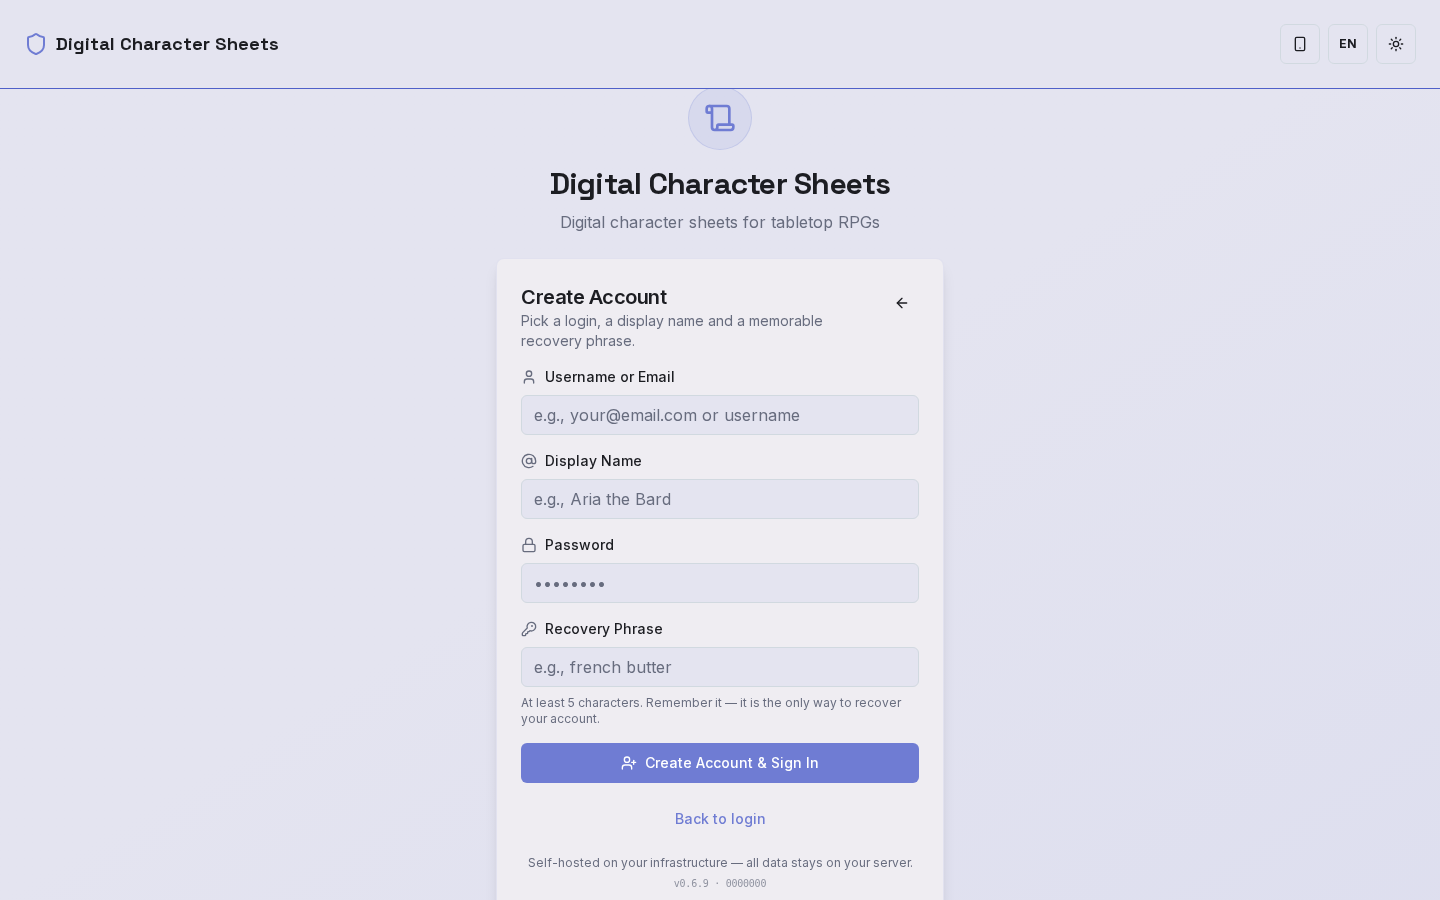 Digital Character Sheets
EN
Digital Character Sheets
Digital character sheets for tabletop RPGs
Create Account
Pick a login, a display name and a memorable
recovery phrase.
Username or Email
e.g., your@email.com or username
Display Name
e.g., Aria the Bard
Password
••••••••
Recovery Phrase
e.g., french butter
At least 5 characters. Remember it — it is the only way to recover
your account.
Create Account & Sign In
Back to login
Self-hosted on your infrastructure — all data stays on your server.
v0.6.9 · 0000000